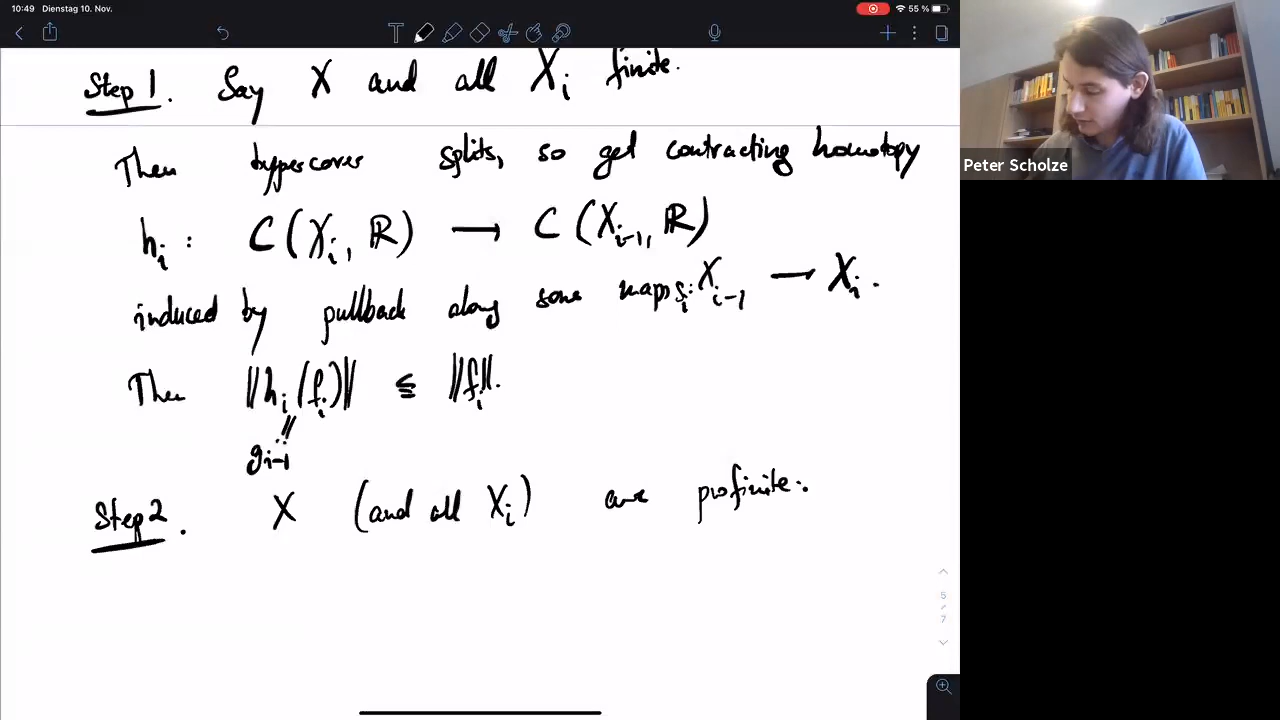 10:49 Dienstag 10. Nov.
55 %
Step 1. Say X and all X_i finite.
Then hypercover splits, so get contracting homotopy
h_i : C(X_i, ℝ) → C(X_{i-1}, ℝ)
induced by pullback along some maps s_i: X_{i-1} → X_i.
Then ||h_i(f_i)|| ≤ ||f_i||.
g_{i-1}
Step 2. X (and all X_i) are profinite.
5 / 7
Peter Scholze